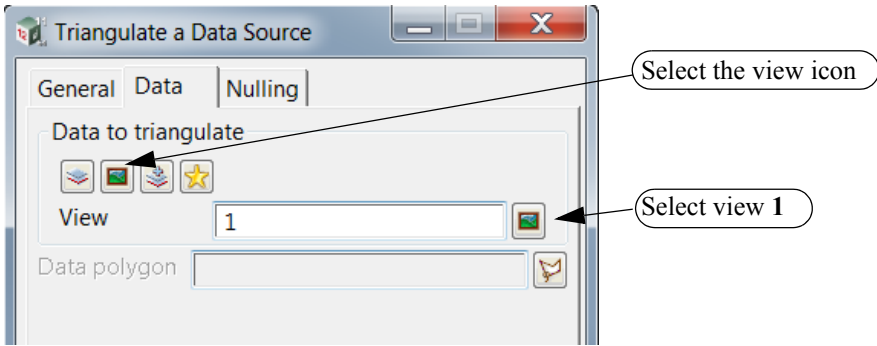 Triangulate a Data Source
X
Select the view icon
General Data Nulling
Data to triangulate
View 1
Select view 1
Data polygon